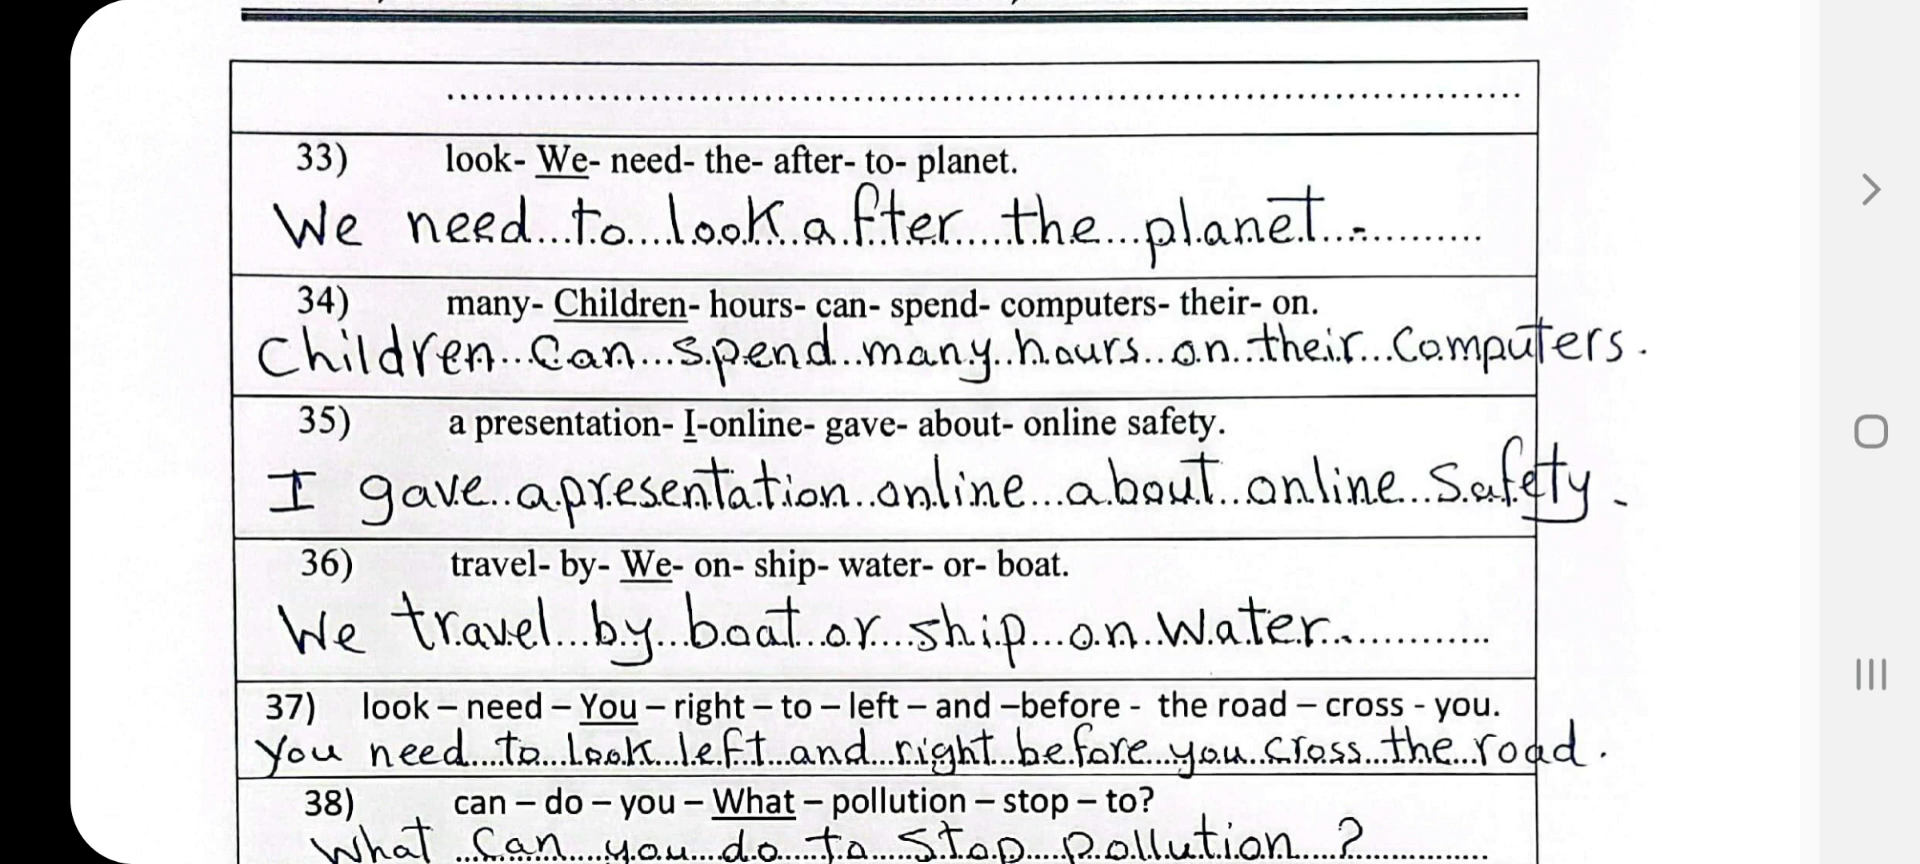 33) look- We- need- the- after- to- planet.
We need to look after the planet.
34) many- Children- hours- can- spend- computers- their- on.
Children can spend many hours on their computers.
35) a presentation- I-online- gave- about- online safety.
I gave a presentation online about online safety.
36) travel- by- We- on- ship- water- or- boat.
We travel by boat or ship on water.
37) look – need – You – right – to – left – and –before - the road – cross - you.
You need to look left and right before you cross the road.
38) can – do – you – What – pollution – stop – to?
What can you do to stop pollution ?